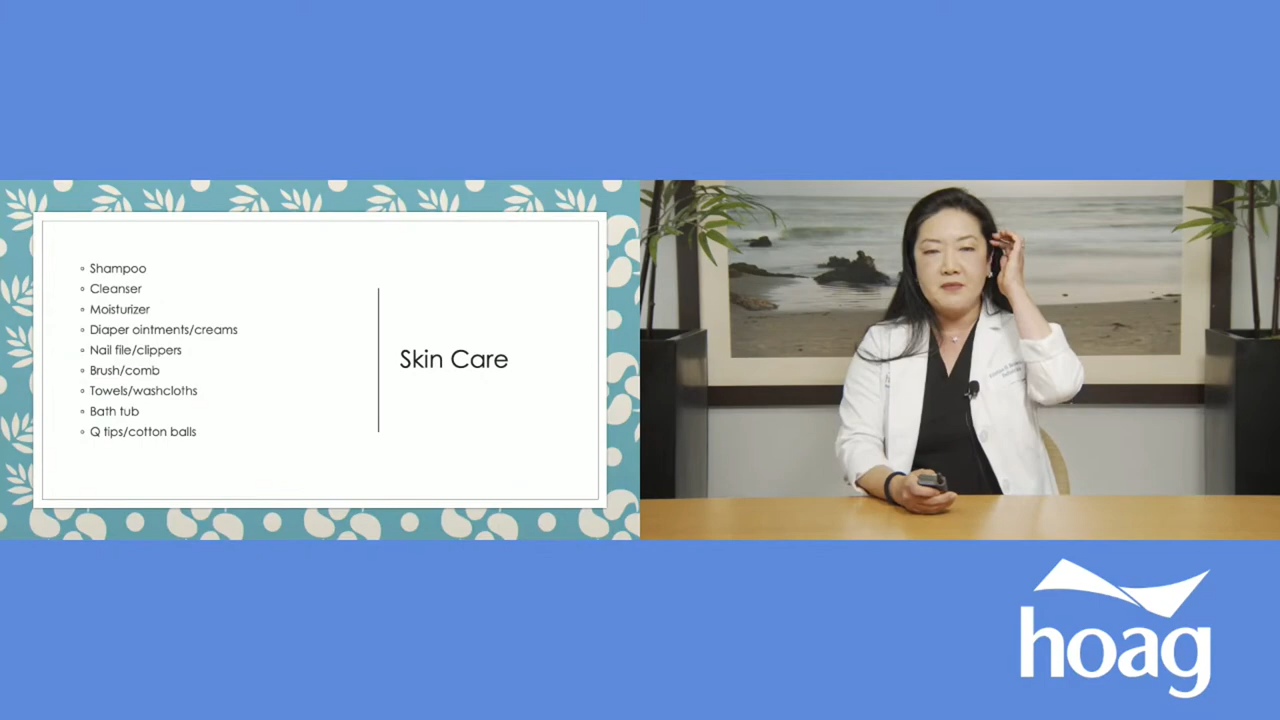 Shampoo
Cleanser
Moisturizer
Diaper ointments/creams
Nail file/clippers
Brush/comb
Towels/washcloths
Bath tub
Q tips/cotton balls
Skin Care
hoag